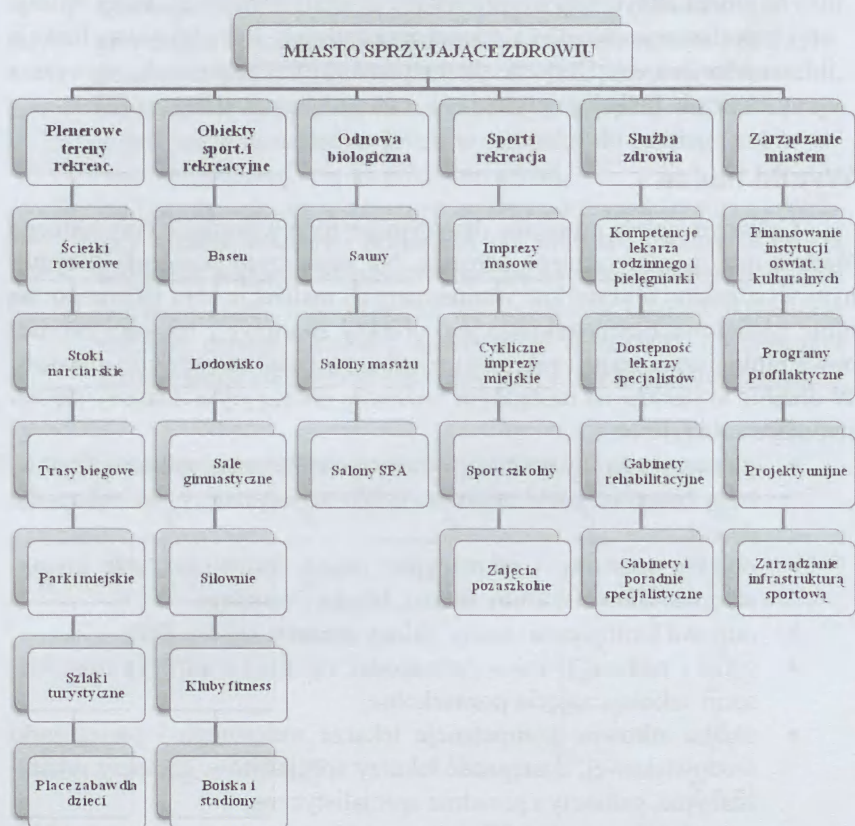 MIASTO SPRZYJAJĄCE ZDROWIU
Plenerowe
tereny
rekreac.
Obiekty
sport. i
rekreacyjne
Odnowa
biologiczna
Sport i
rekreacja
Służba
zdrowia
Zarządzanie
miastem
Ścieżki
rowerowe
Basen
Sauny
Imprezy
masowe
Kompetencje
lekarza
rodzinnego i
pielęgniarki
Finansowanie
instytucji
oświat. i
kulturalnych
Stoki
narciarskie
Lodowisko
Salony masażu
Cykliczne
imprezy
miejskie
Dostępność
lekarzy
specjalistów
Programy
profilaktyczne
Trasy biegowe
Sale
gimnastyczne
Salony SPA
Sport szkolny
Gabinety
rehabilitacyjne
Projekty unijne
Parki miejskie
Siłownie
Zajęcia
pozaszkolne
Gabinety i
poradnie
specjalistyczne
Zarządzanie
infrastrukturą
sportową
Szlaki
turystyczne
Kluby fitness
Place zabaw dla
dzieci
Boiska i
stadiony